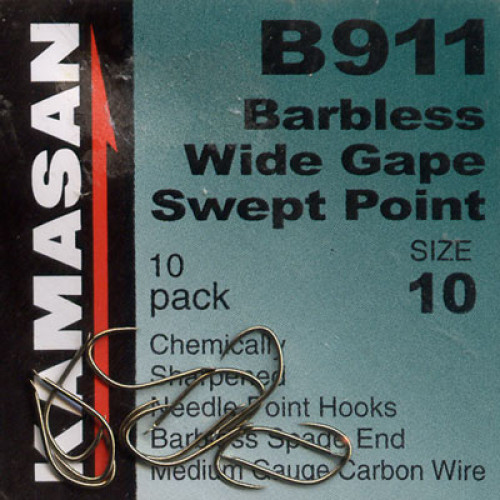 KAMASAN
B911
Barbless
Wide Gape
Swept Point
SIZE
10
10
pack
Chemically
Sharpened
Needle Point Hooks
Barbless Spade End
Medium Gauge Carbon Wire